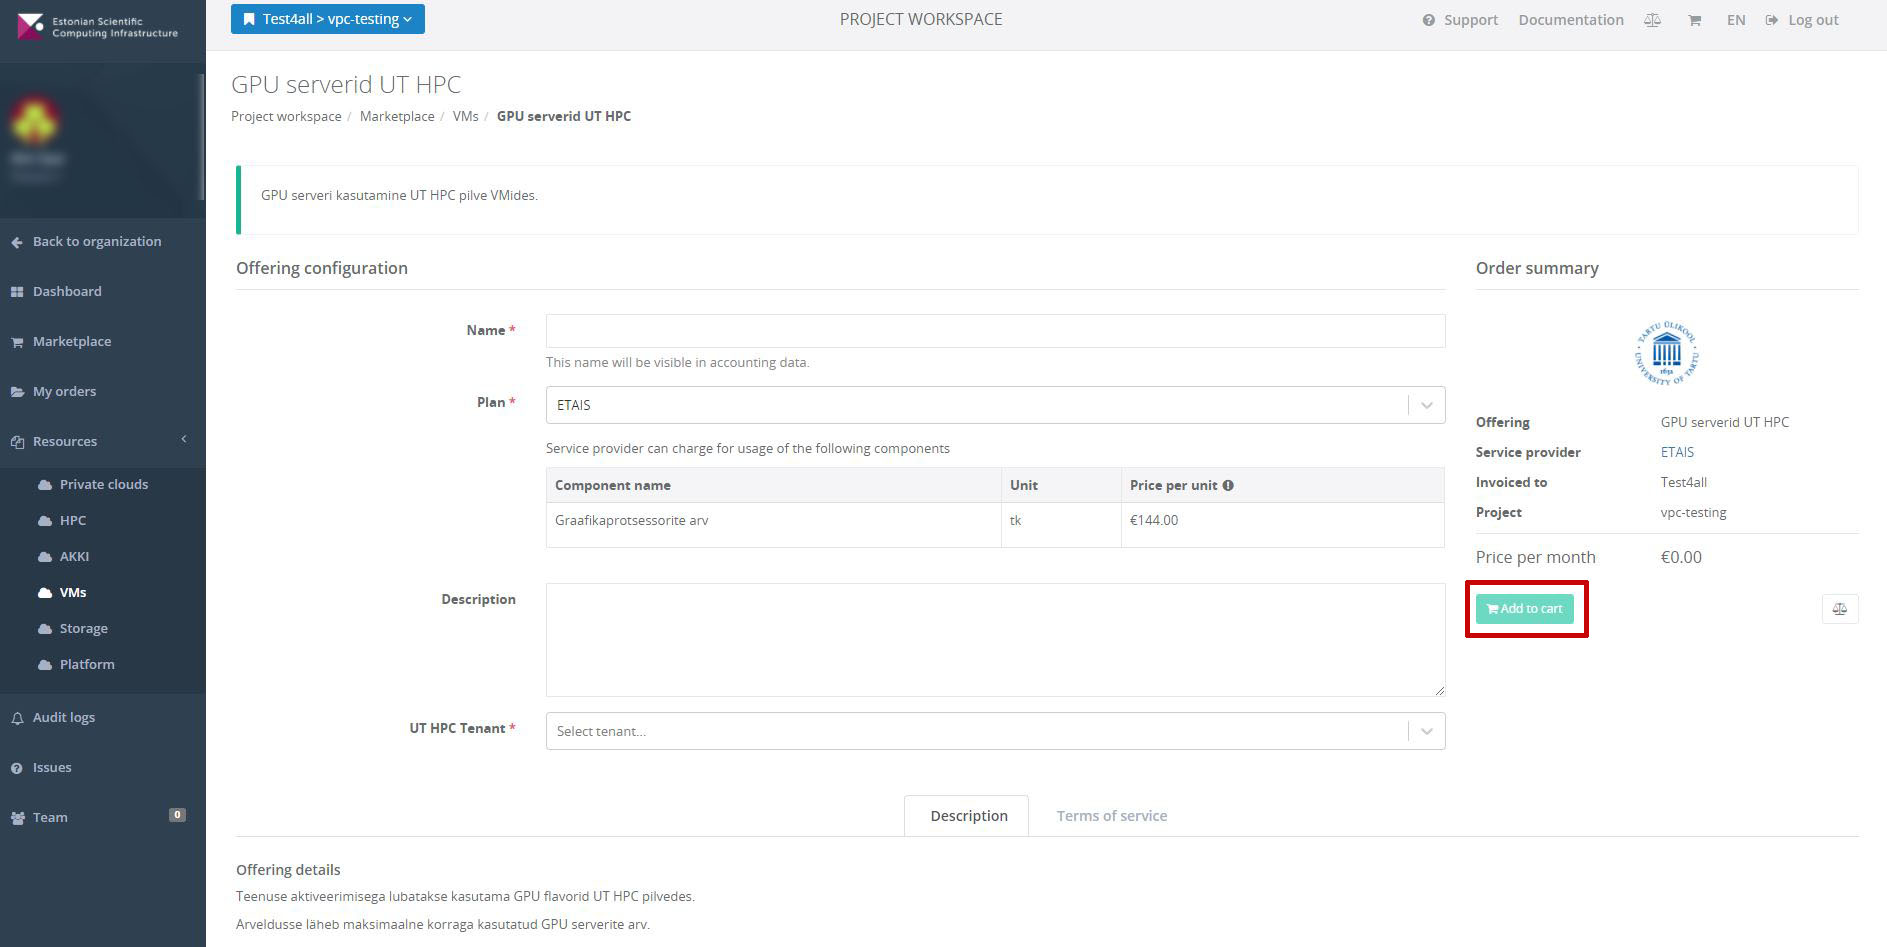 Estonian Scientific
Computing Infrastructure
Test4all > vpc-testing
PROJECT WORKSPACE
Support
Documentation
EN
Log out
GPU serverid UT HPC
Project workspace / Marketplace / VMs / GPU serverid UT HPC
Back to organization
Dashboard
Marketplace
My orders
Resources
Private clouds
HPC
AKKI
VMs
Storage
Platform
Audit logs
Issues
Team 0
GPU serveri kasutamine UT HPC pilve VMides.
Offering configuration
Name *
This name will be visible in accounting data.
Plan * ETAIS
Service provider can charge for usage of the following components
Component name Unit Price per unit
Graafikaprotsessorite arv tk €144.00
Description
UT HPC Tenant * Select tenant...
Order summary
TARTU ÜLIKOOL
1632
UNIVERSITY OF TARTU
Offering GPU serverid UT HPC
Service provider ETAIS
Invoiced to Test4all
Project vpc-testing
Price per month €0.00
Add to cart
Description
Terms of service
Offering details
Teenuse aktiveerimisega lubatakse kasutama GPU flavorid UT HPC pilvedes.
Arveldusse läheb maksimaalne korraga kasutatud GPU serverite arv.